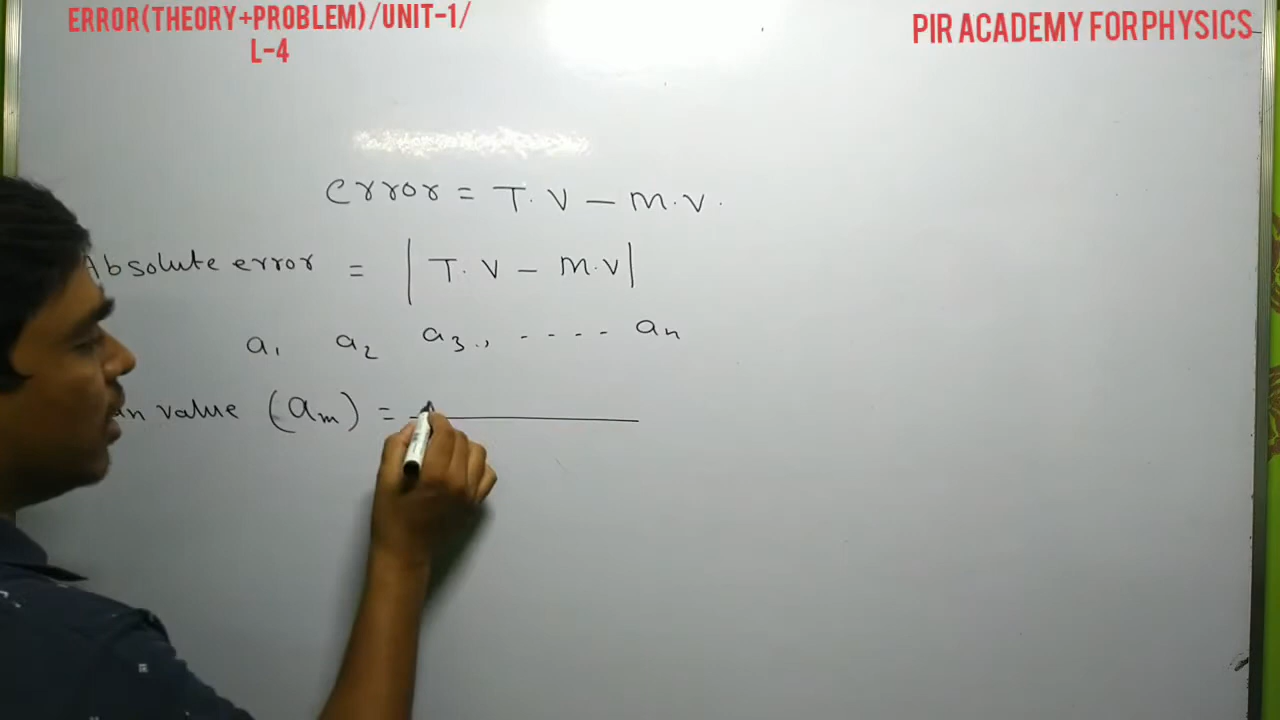 ERROR(THEORY+PROBLEM)/UNIT-1/
L-4
PIR ACADEMY FOR PHYSICS
error = T.V - M.V.
Absolute error = | T.V - M.V |
a₁ a₂ a₃., - - - - aₙ
value (aₘ) =